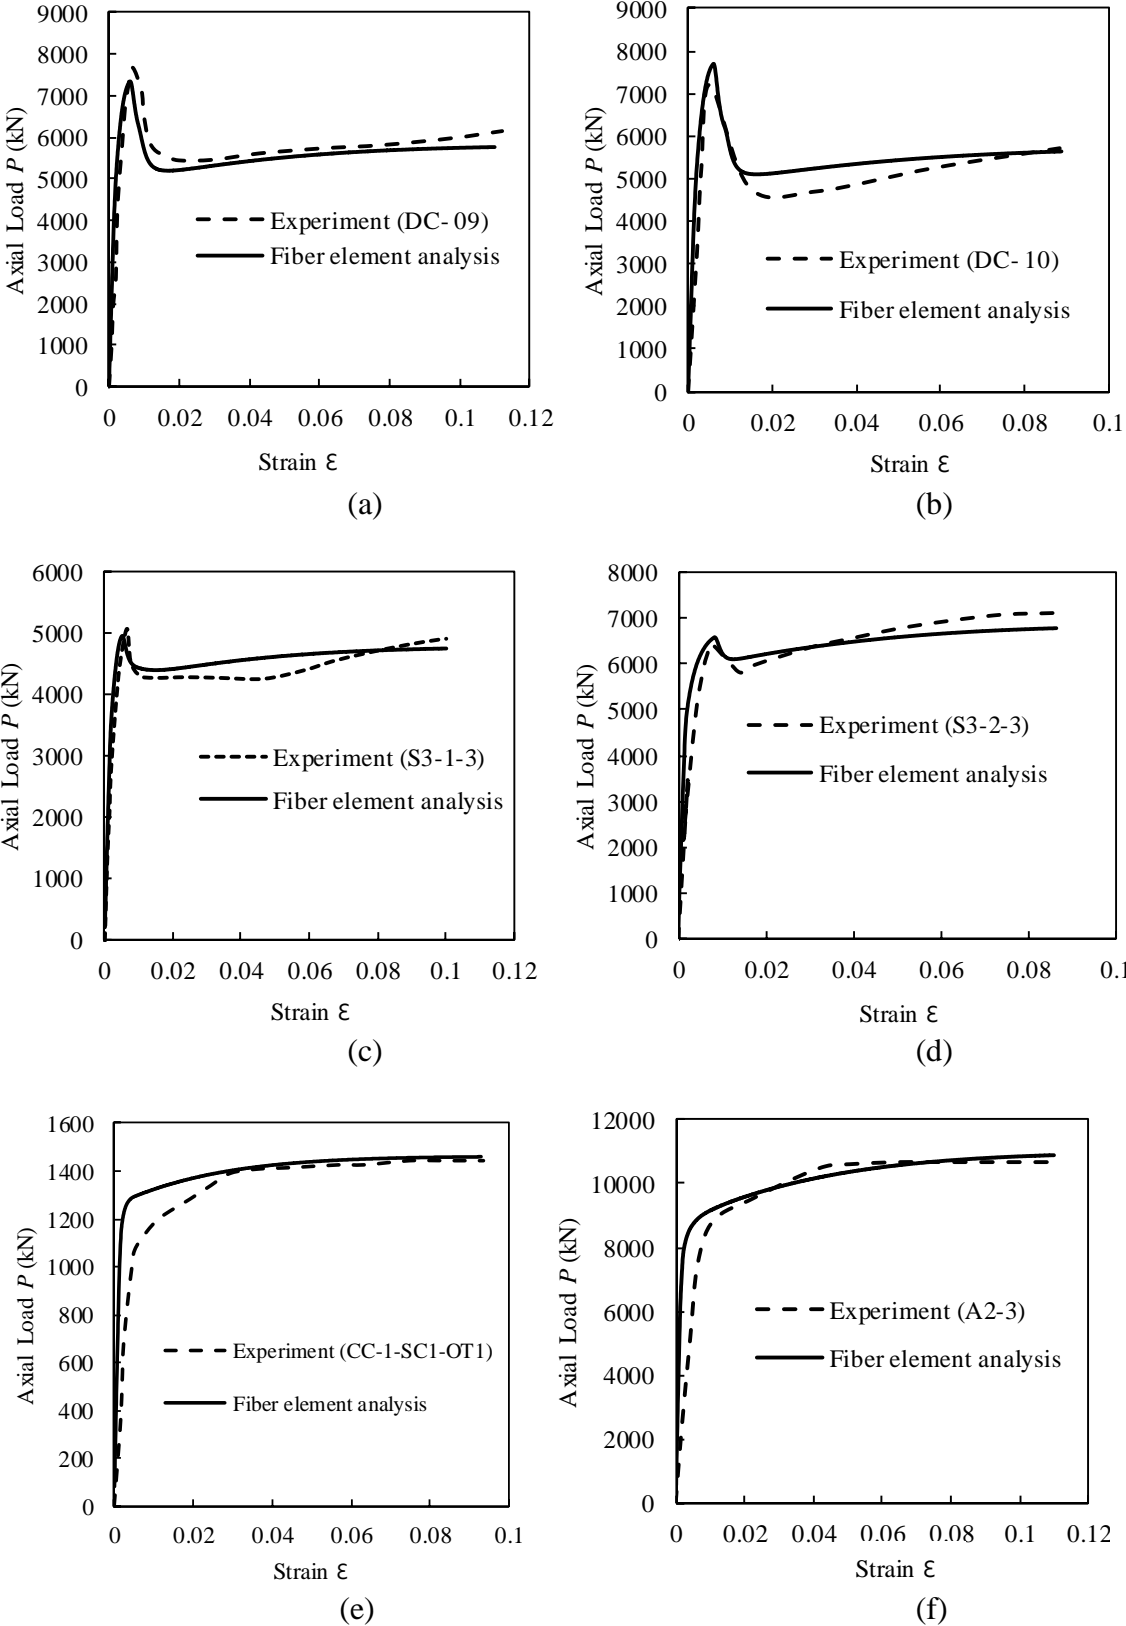 9000
8000
7000
6000
5000
4000
3000
2000
1000
0
Axial Load P (kN)
Experiment (DC- 09)
Fiber element analysis
0 0.02 0.04 0.06 0.08 0.1 0.12
Strain Ɛ
(a)
9000
8000
7000
6000
5000
4000
3000
2000
1000
0
Axial Load P (kN)
Experiment (DC- 10)
Fiber element analysis
0 0.02 0.04 0.06 0.08 0.1
Strain Ɛ
(b)
6000
5000
4000
3000
2000
1000
0
Axial Load P (kN)
Experiment (S3-1-3)
Fiber element analysis
0 0.02 0.04 0.06 0.08 0.1 0.12
Strain Ɛ
(c)
8000
7000
6000
5000
4000
3000
2000
1000
0
Axial Load P (kN)
Experiment (S3-2-3)
Fiber element analysis
0 0.02 0.04 0.06 0.08 0.1
Strain Ɛ
(d)
1600
1400
1200
1000
800
600
400
200
0
Axial Load P (kN)
Experiment (CC-1-SC1-OT1)
Fiber element analysis
0 0.02 0.04 0.06 0.08 0.1
Strain Ɛ
(e)
12000
10000
8000
6000
4000
2000
0
Axial Load P (kN)
Experiment (A2-3)
Fiber element analysis
0 0.02 0.04 0.06 0.08 0.1 0.12
Strain Ɛ
(f)